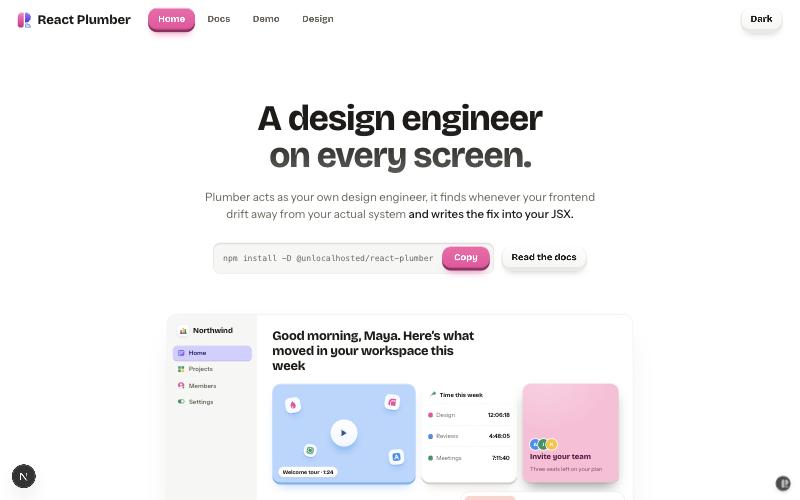 React Plumber
Home
Docs
Demo
Design
Dark
A design engineer
on every screen.
Plumber acts as your own design engineer, it finds whenever your frontend
drift away from your actual system and writes the fix into your JSX.
npm install -D @unlocalhosted/react-plumber
Copy
Read the docs
Northwind
Home
Projects
Members
Settings
Good morning, Maya. Here's what
moved in your workspace this
week
Welcome tour · 1:24
Time this week
Design 12:06:18
Reviews 4:48:05
Meetings 7:11:40
Invite your team
Three seats left on your plan
N